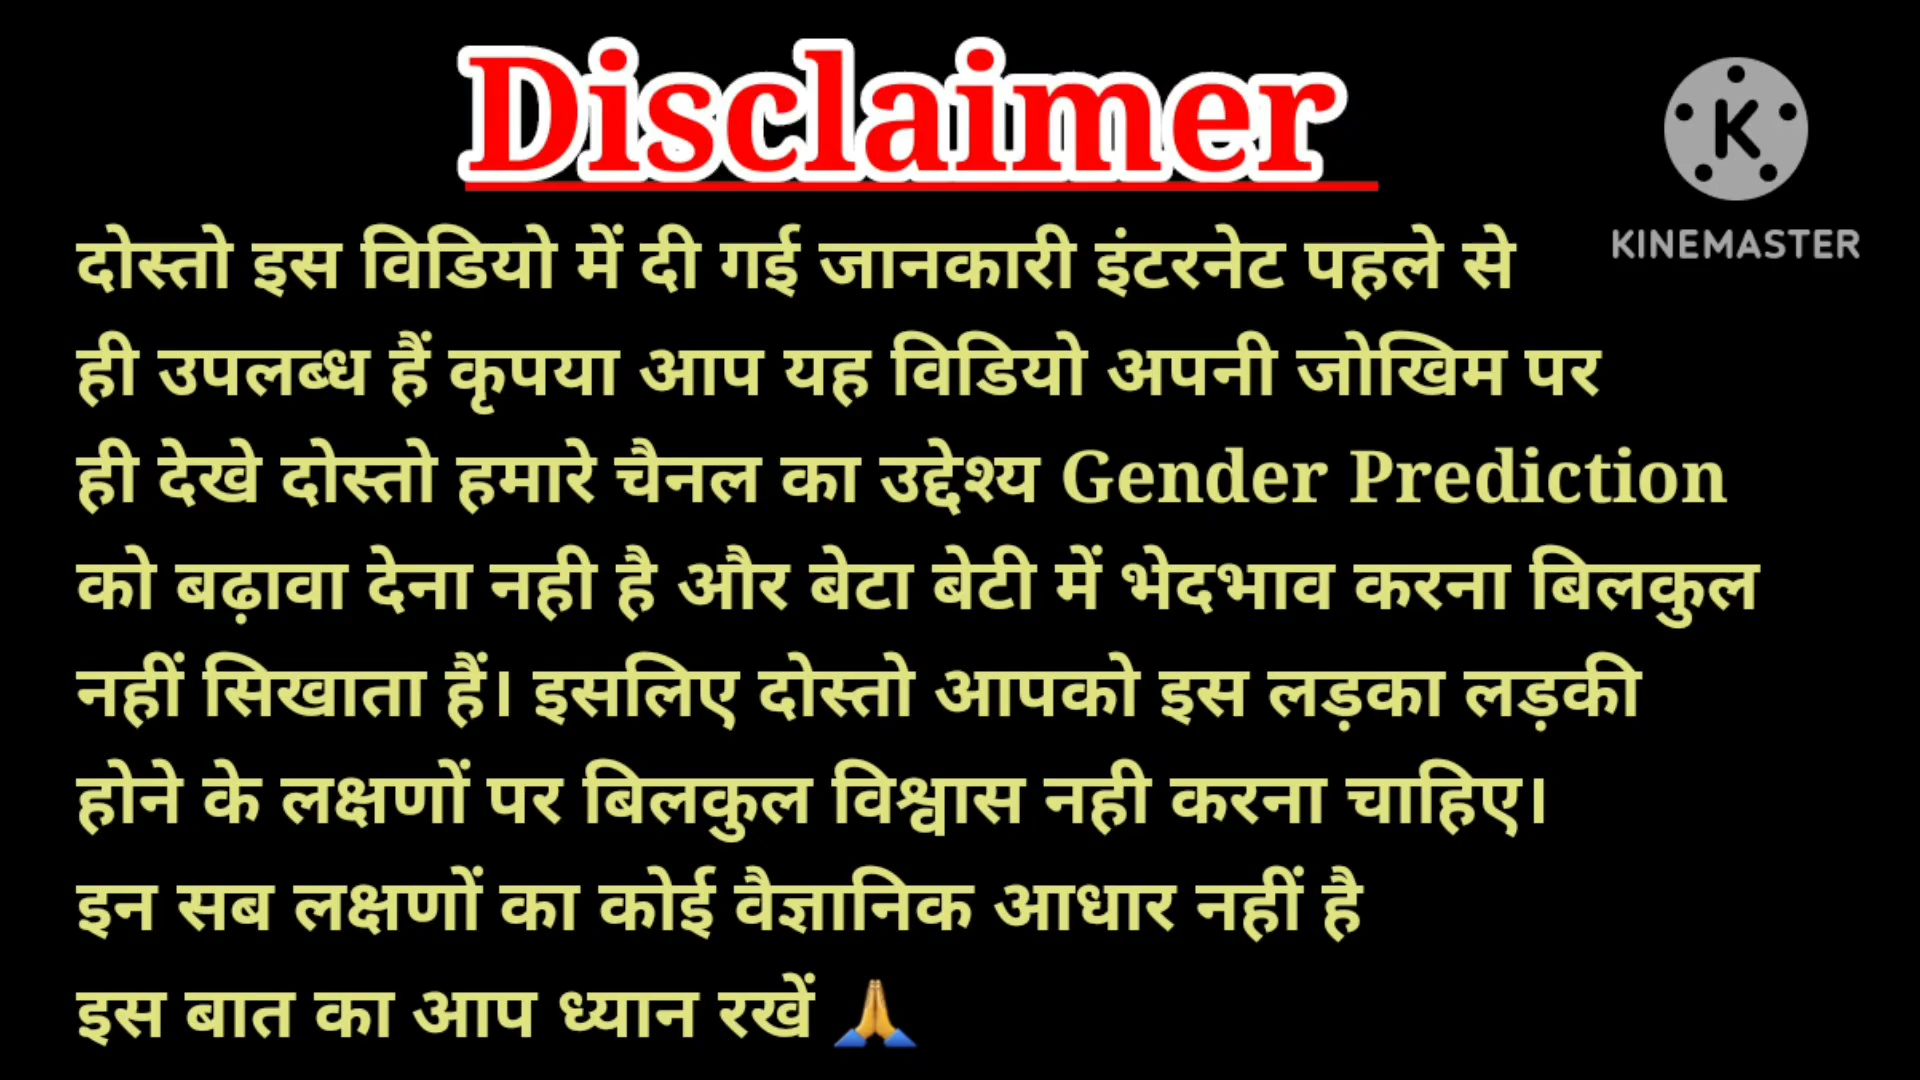 Disclaimer
KINEMASTER
दोस्तो इस विडियो में दी गई जानकारी इंटरनेट पहले से
ही उपलब्ध हैं कृपया आप यह विडियो अपनी जोखिम पर
ही देखे दोस्तो हमारे चैनल का उद्देश्य Gender Prediction
को बढ़ावा देना नही है और बेटा बेटी में भेदभाव करना बिलकुल
नहीं सिखाता हैं। इसलिए दोस्तो आपको इस लड़का लड़की
होने के लक्षणों पर बिलकुल विश्वास नही करना चाहिए।
इन सब लक्षणों का कोई वैज्ञानिक आधार नहीं है
इस बात का आप ध्यान रखें 🙏